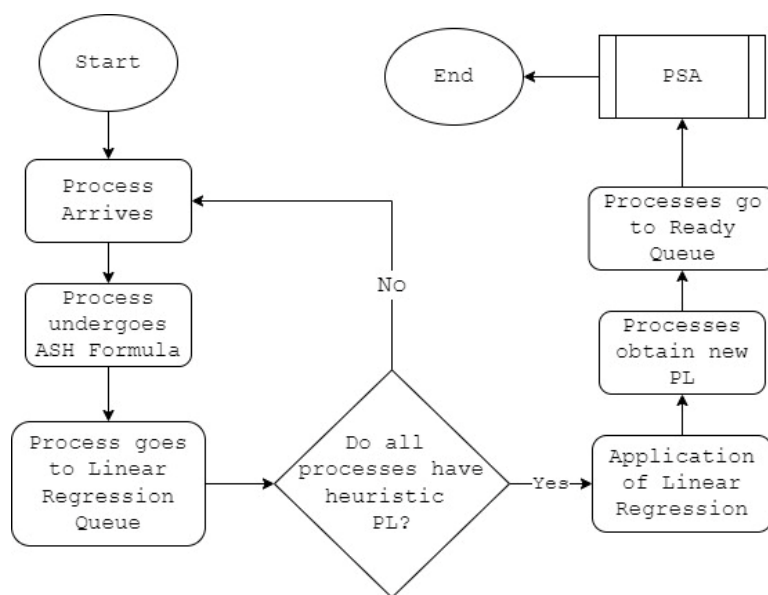 Start
Process
Arrives
Process
undergoes
ASH Formula
Process goes
to Linear
Regression
Queue
Do all
processes have
heuristic
PL?
No
Yes
Application
of Linear
Regression
Processes
obtain new
PL
Processes go
to Ready
Queue
PSA
End